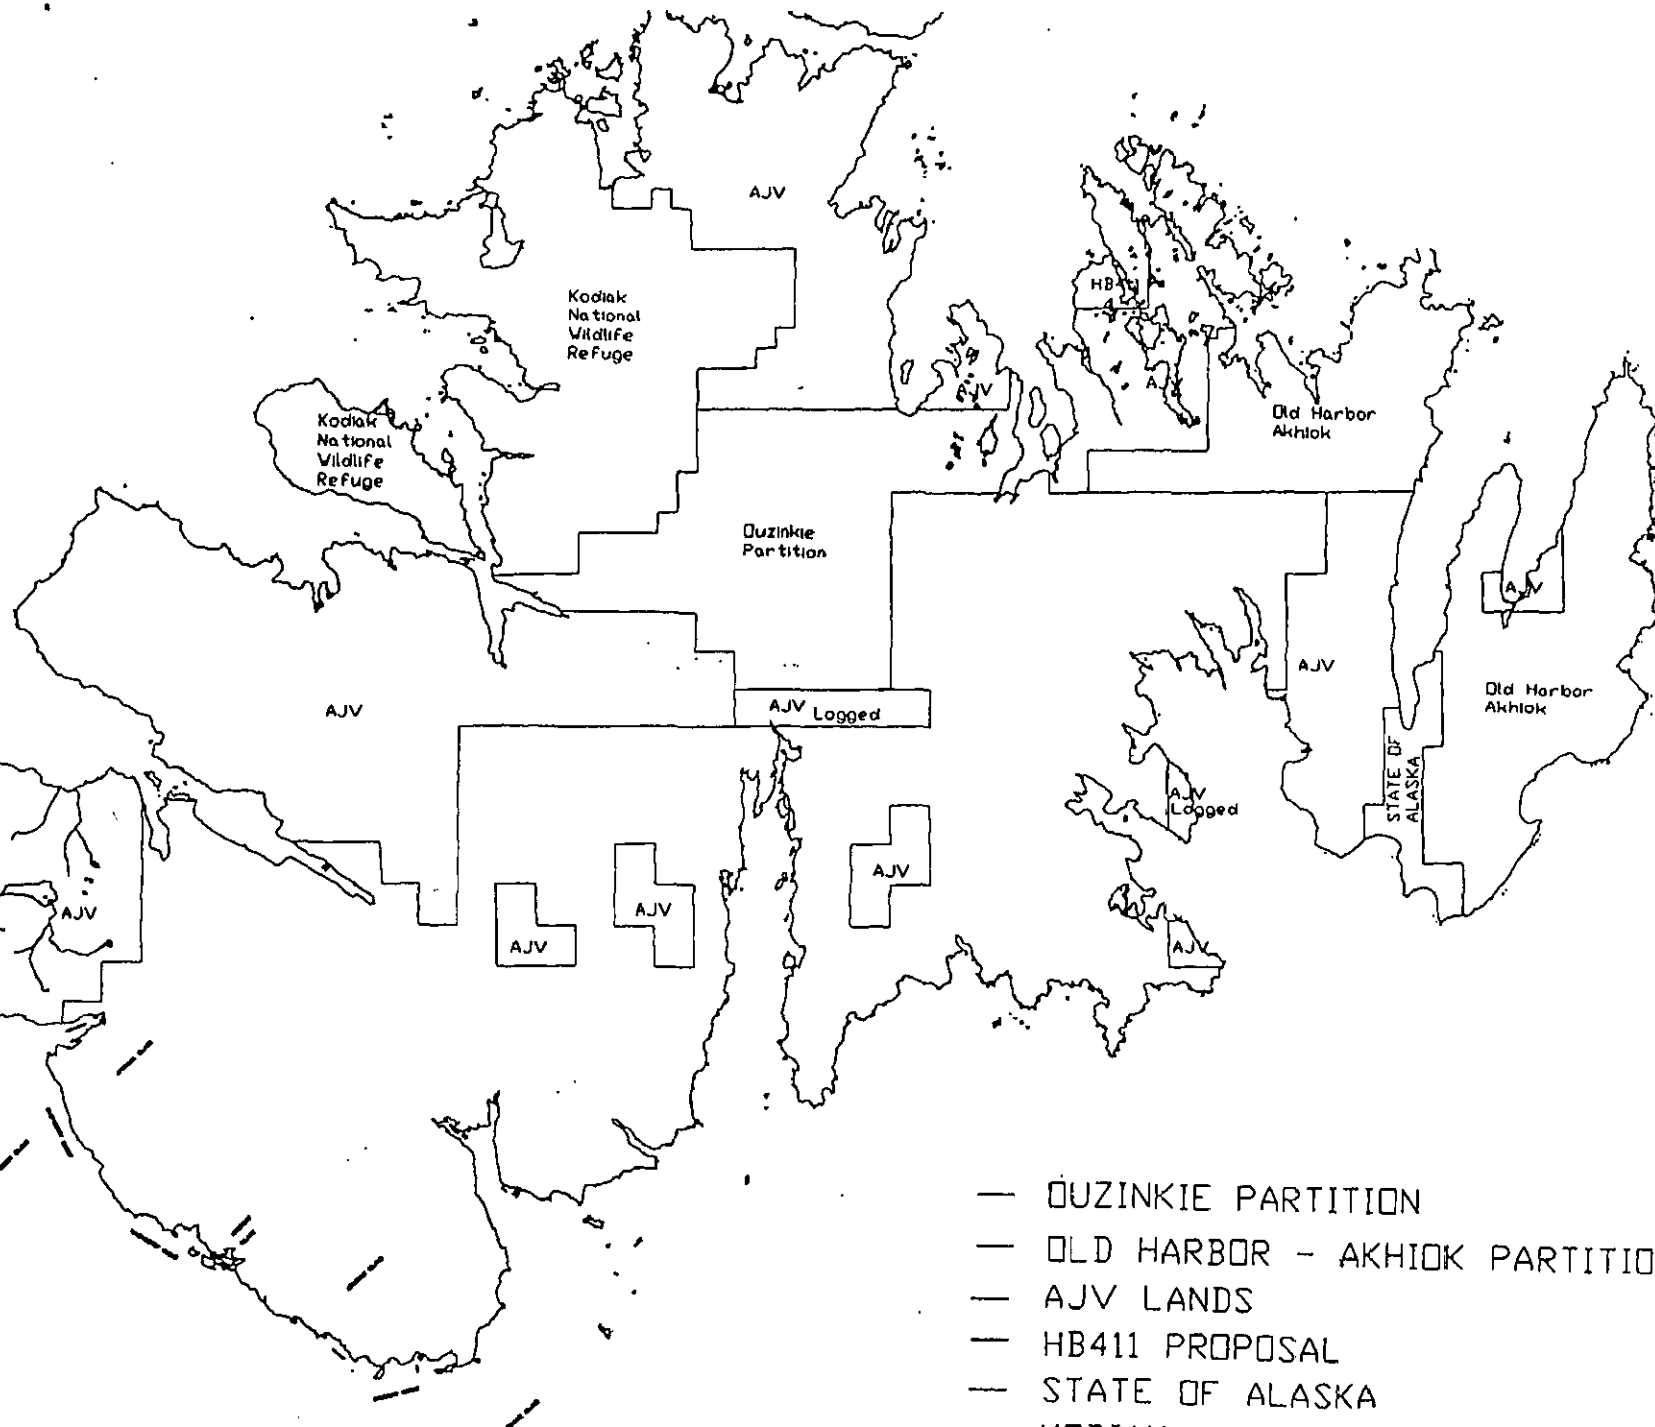 AJV
Kodiak
National
Wildlife
Refuge
HB411
AJV
AJV
Kodiak
National
Wildlife
Refuge
Old Harbor
Akhiok
Ouzinkie
Partition
AJV
AJV
Old Harbor
Akhiok
AJV
AJV Logged
STATE OF
ALASKA
AJV
Logged
AJV
AJV
AJV
AJV
AJV
AJV
— OUZINKIE PARTITION
— OLD HARBOR - AKHIOK PARTITIO
— AJV LANDS
— HB411 PROPOSAL
— STATE OF ALASKA